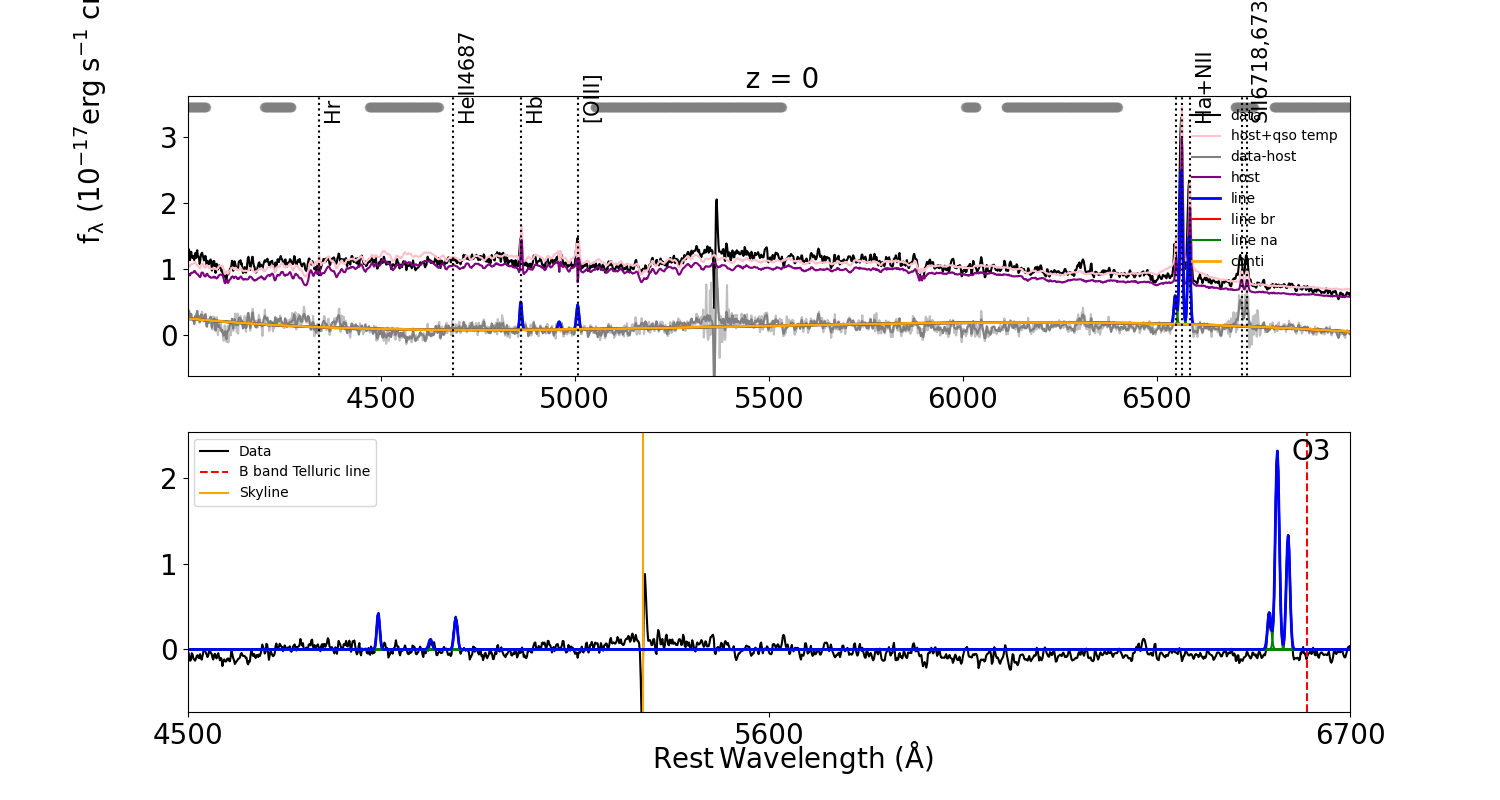 z = 0
f_λ (10^−17 erg s^−1
Hr
HeII4687
Hb
[OIII]
Ha+NII
SII6718,673
data
host+qso temp
data-host
host
line
line br
line na
conti
3
2
1
0
4500 5000 5500 6000 6500
Data
B band Telluric line
Skyline
O3
2
1
0
4500 5600 6700
Rest Wavelength (Å)